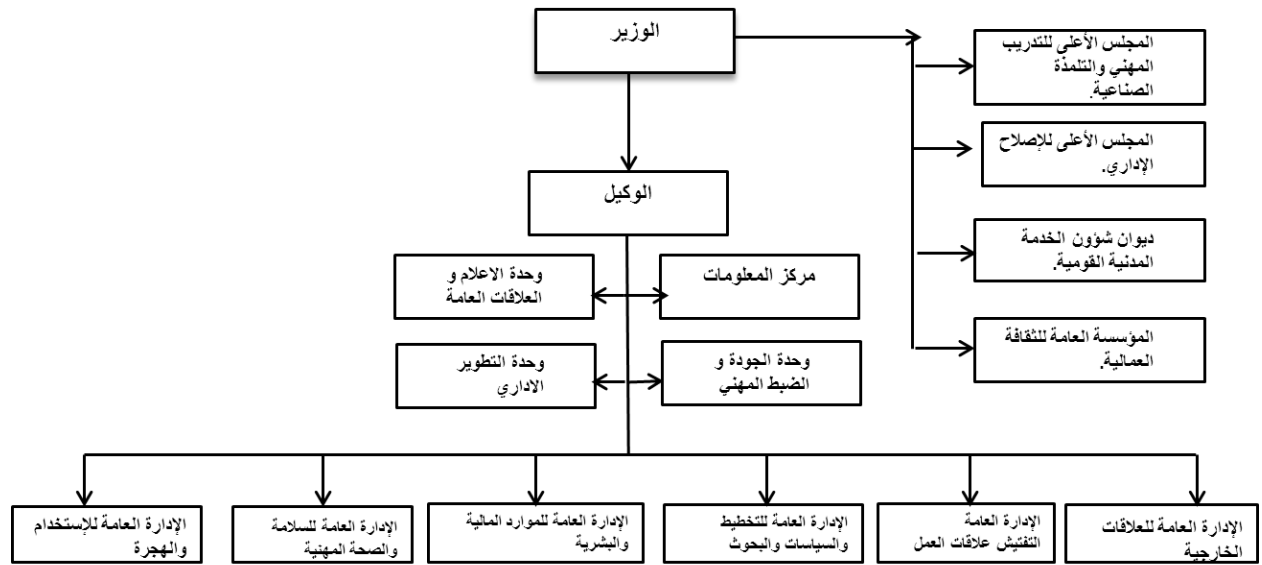 الوزير
المجلس الأعلى للتدريب
المهني والتلمذة
الصناعية.
المجلس الأعلى للإصلاح
الإداري.
ديوان شؤون الخدمة
المدنية القومية.
المؤسسة العامة للثقافة
العمالية.
الوكيل
مركز المعلومات
وحدة الاعلام و
العلاقات العامة
وحدة الجودة و
الضبط المهني
وحدة التطوير
الاداري
الإدارة العامة للعلاقات
الخارجية
الإدارة العامة
التفتيش علاقات العمل
الإدارة العامة للتخطيط
والسياسات والبحوث
الإدارة العامة للموارد المالية
والبشرية
الإدارة العامة للسلامة
والصحة المهنية
الإدارة العامة للإستخدام
والهجرة